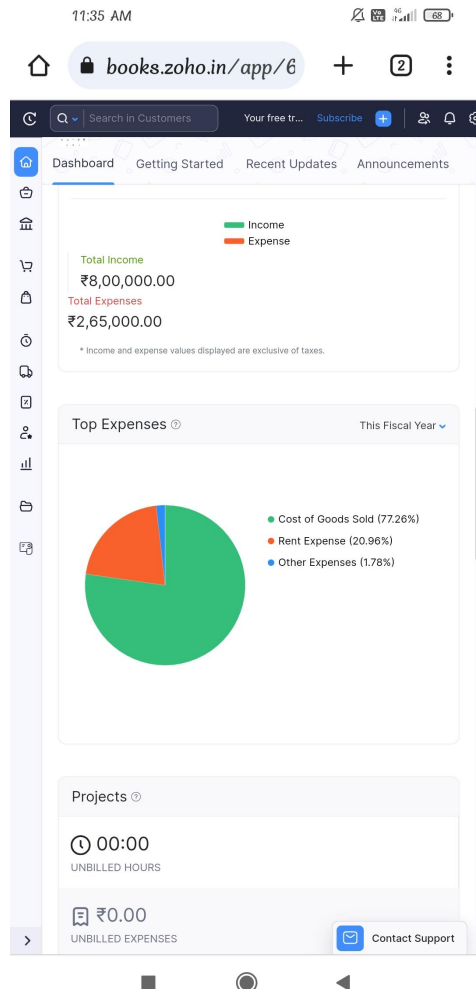 11:35 AM
Vo LTE
4G
68
books.zoho.in/app/6
2
Search in Customers
Your free tr...
Subscribe
Dashboard
Getting Started
Recent Updates
Announcements
Income
Expense
Total Income
₹8,00,000.00
Total Expenses
₹2,65,000.00
* Income and expense values displayed are exclusive of taxes.
Top Expenses
This Fiscal Year
Cost of Goods Sold (77.26%)
Rent Expense (20.96%)
Other Expenses (1.78%)
Projects
00:00
UNBILLED HOURS
₹0.00
UNBILLED EXPENSES
Contact Support